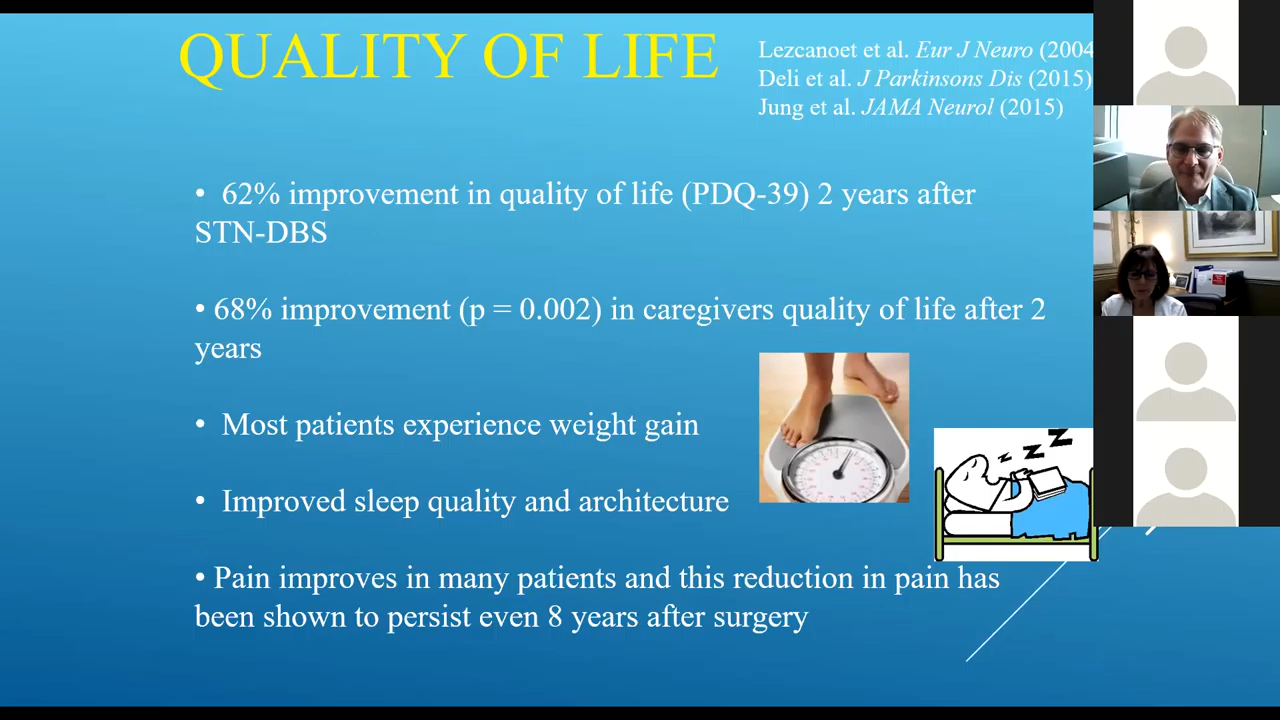 QUALITY OF LIFE
Lezcanoet et al. Eur J Neuro (2004
Deli et al. J Parkinsons Dis (2015)
Jung et al. JAMA Neurol (2015)
• 62% improvement in quality of life (PDQ-39) 2 years after
STN-DBS
• 68% improvement (p = 0.002) in caregivers quality of life after 2
years
• Most patients experience weight gain
• Improved sleep quality and architecture
z z Z
• Pain improves in many patients and this reduction in pain has
been shown to persist even 8 years after surgery